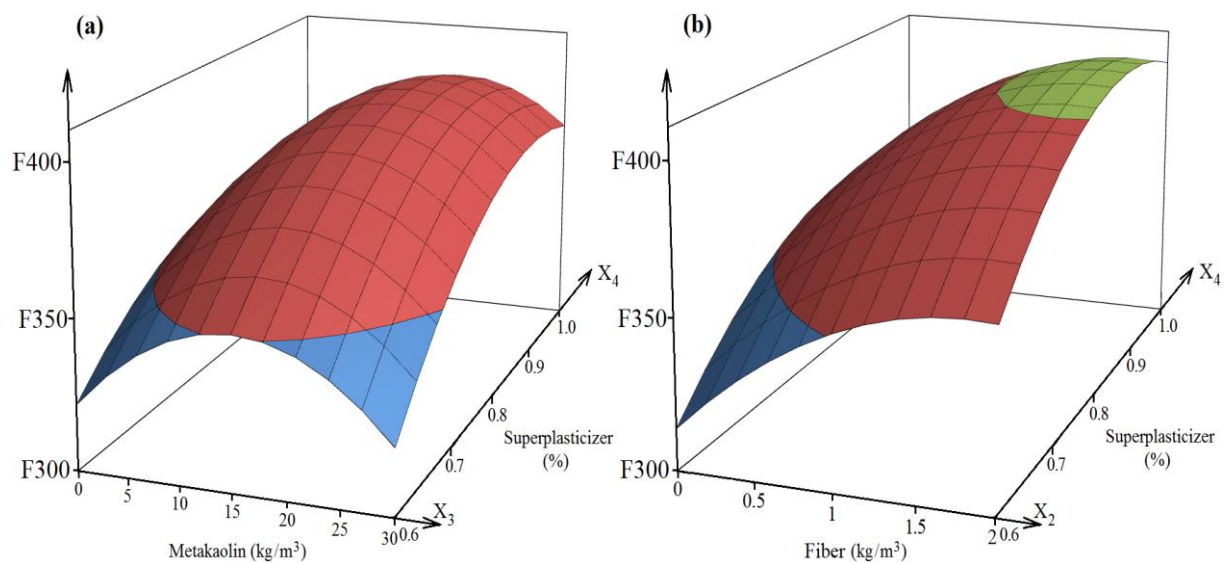 (a)
F400
F350
F300
0
5
10
15
20
25
30
Metakaolin (kg/m³)
X₃
0.6
0.7
0.8
0.9
1.0
Superplasticizer
(%)
X₄
(b)
F400
F350
F300
0
0.5
1
1.5
2
Fiber (kg/m³)
X₂
0.6
0.7
0.8
0.9
1.0
Superplasticizer
(%)
X₄